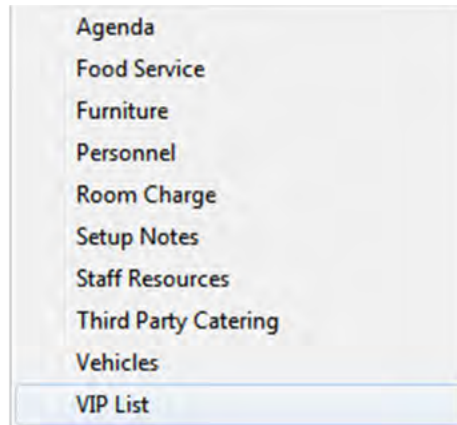 Agenda
Food Service
Furniture
Personnel
Room Charge
Setup Notes
Staff Resources
Third Party Catering
Vehicles
VIP List